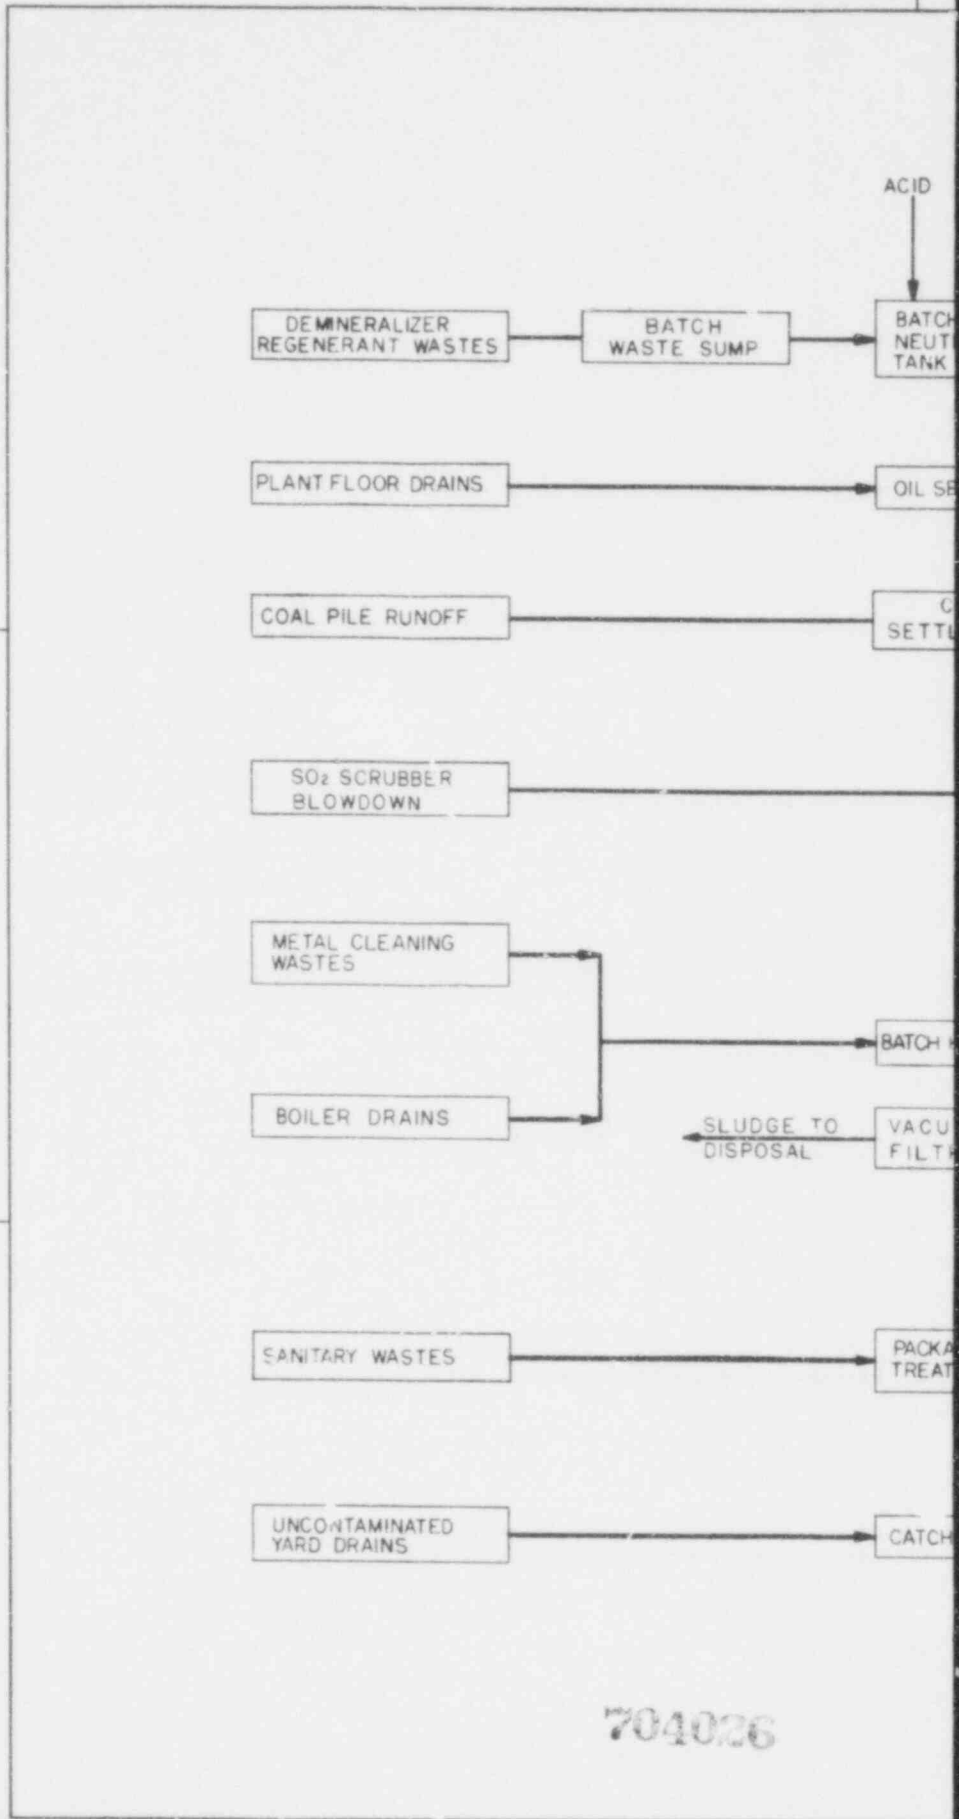 ACID
DEMINERALIZER
REGENERANT WASTES
BATCH
WASTE SUMP
BATCH
TANK
PLANT FLOOR DRAINS
OIL
COAL PILE RUNOFF
SO₂ SCRUBBER
BLOWDOWN
METAL CLEANING
WASTES
BATCH
BOILER DRAINS
SLUDGE TO
DISPOSAL
SANITARY WASTES
UNCONTAMINATED
YARD DRAINS
CATCH
704026